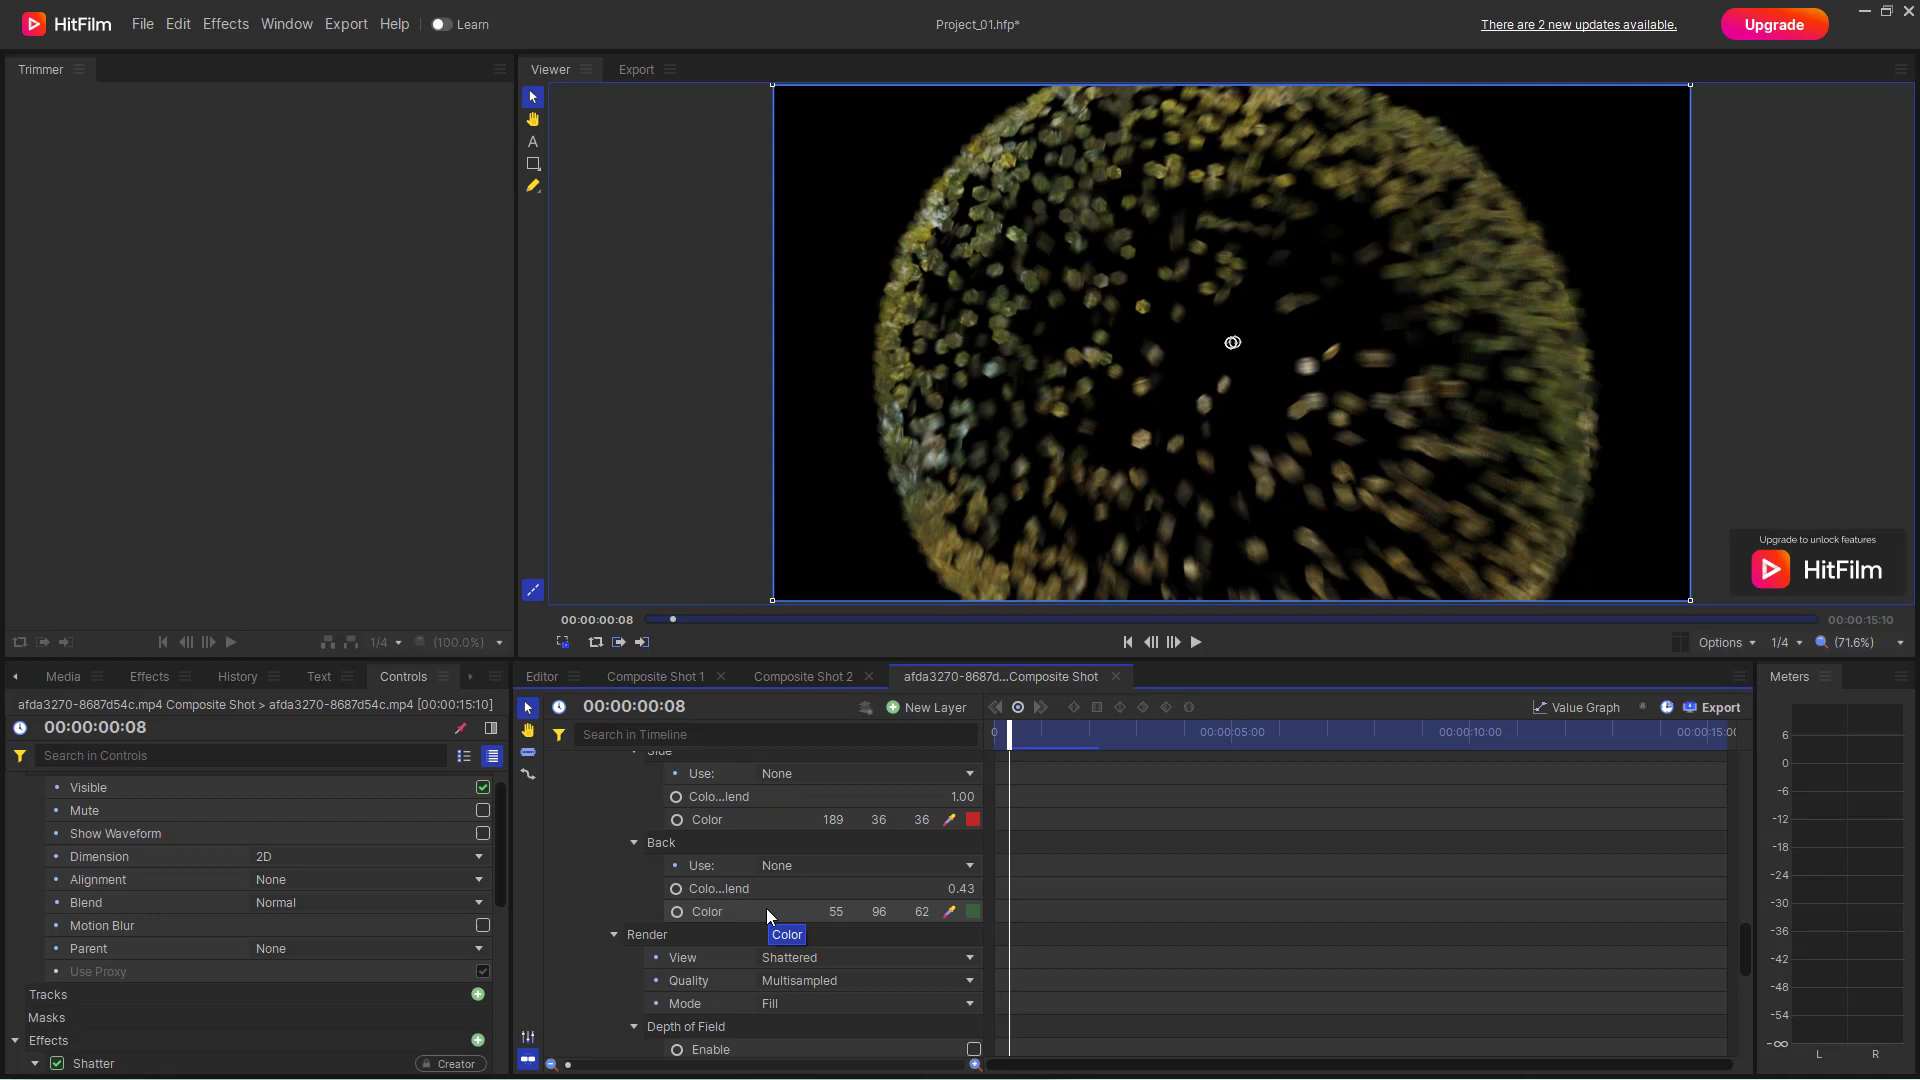 HitFilm File Edit Effects Window Export Help Learn Project_01.hfp* There are 2 new updates available. Upgrade
Trimmer Viewer Export
A
Upgrade to unlock features
HitFilm
00:00:00:08 00:00:15:10
1/4 (100.0%) Options 1/4 (71.6%)
Media Effects History Text Controls
afda3270-8687d54c.mp4 Composite Shot > afda3270-8687d54c.mp4 [00:00:15:10]
00:00:00:08
Search in Controls
Visible
Mute
Show Waveform
Dimension 2D
Alignment None
Blend Normal
Motion Blur
Parent None
Use Proxy
Tracks
Masks
Effects
Shatter Creator
Editor Composite Shot 1 Composite Shot 2 afda3270-8687d...Composite Shot
00:00:00:08 New Layer Value Graph Export
Search in Timeline 0 00:00:05:00 00:00:10:00 00:00:15:0
Side
Use: None
Colo...lend 1.00
Color 189 36 36
Back
Use: None
Colo...lend 0.43
Color 55 96 62
Color
Render
View Shattered
Quality Multisampled
Mode Fill
Depth of Field
Enable
Meters
6
0
-6
-12
-18
-24
-30
-36
-42
-48
-54
-∞
L R